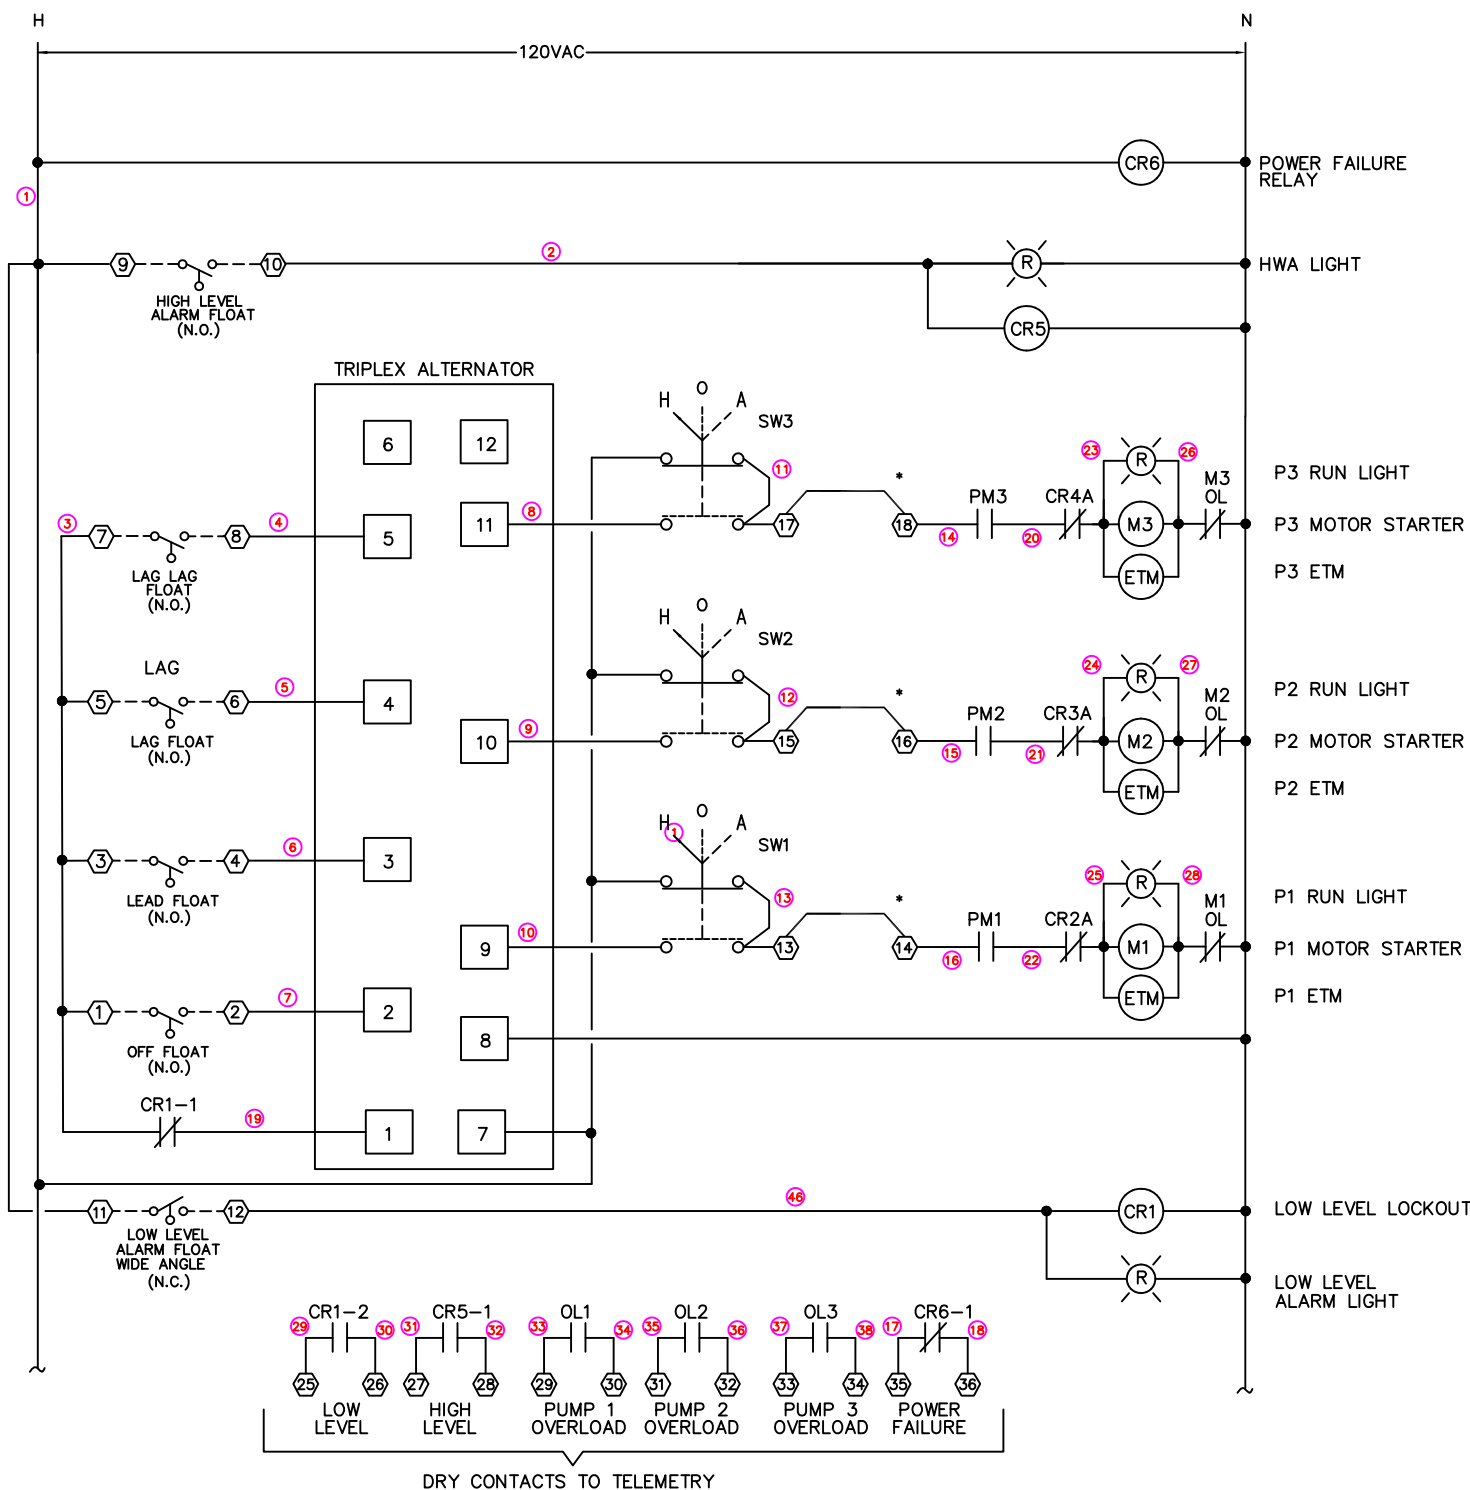 H
N
120VAC
CR6
POWER FAILURE
RELAY
1
9
10
2
R
HWA LIGHT
HIGH LEVEL
ALARM FLOAT
(N.O.)
CR5
TRIPLEX ALTERNATOR
H
O
A
SW3
6
12
11
23
R
26
M3
OL
P3 RUN LIGHT
*
3
7
8
4
5
11
8
17
18
14
PM3
20
CR4A
M3
P3 MOTOR STARTER
LAG LAG
FLOAT
(N.O.)
ETM
P3 ETM
H
O
A
SW2
LAG
5
6
5
4
12
24
R
27
M2
OL
P2 RUN LIGHT
*
10
9
15
16
15
PM2
21
CR3A
M2
P2 MOTOR STARTER
LAG FLOAT
(N.O.)
ETM
P2 ETM
H
1
O
A
SW1
3
4
6
3
13
25
R
28
M1
OL
P1 RUN LIGHT
*
LEAD FLOAT
(N.O.)
9
10
13
14
16
PM1
22
CR2A
M1
P1 MOTOR STARTER
1
2
7
2
ETM
P1 ETM
OFF FLOAT
(N.O.)
8
CR1-1
19
1
7
11
12
46
CR1
LOW LEVEL LOCKOUT
LOW LEVEL
ALARM FLOAT
WIDE ANGLE
(N.C.)
R
LOW LEVEL
ALARM LIGHT
CR1-2
CR5-1
OL1
OL2
OL3
CR6-1
29
30
31
32
33
34
35
36
37
38
17
18
25
26
27
28
29
30
31
32
33
34
35
36
LOW
LEVEL
HIGH
LEVEL
PUMP 1
OVERLOAD
PUMP 2
OVERLOAD
PUMP 3
OVERLOAD
POWER
FAILURE
DRY CONTACTS TO TELEMETRY